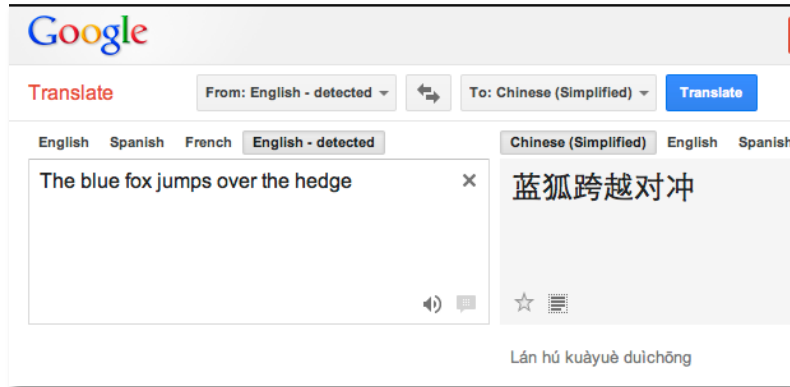 Google
Translate From: English - detected To: Chinese (Simplified) Translate
English Spanish French English - detected Chinese (Simplified) English Spanish
The blue fox jumps over the hedge
蓝狐跨越对冲
Lán hú kuàyuè duìchōng